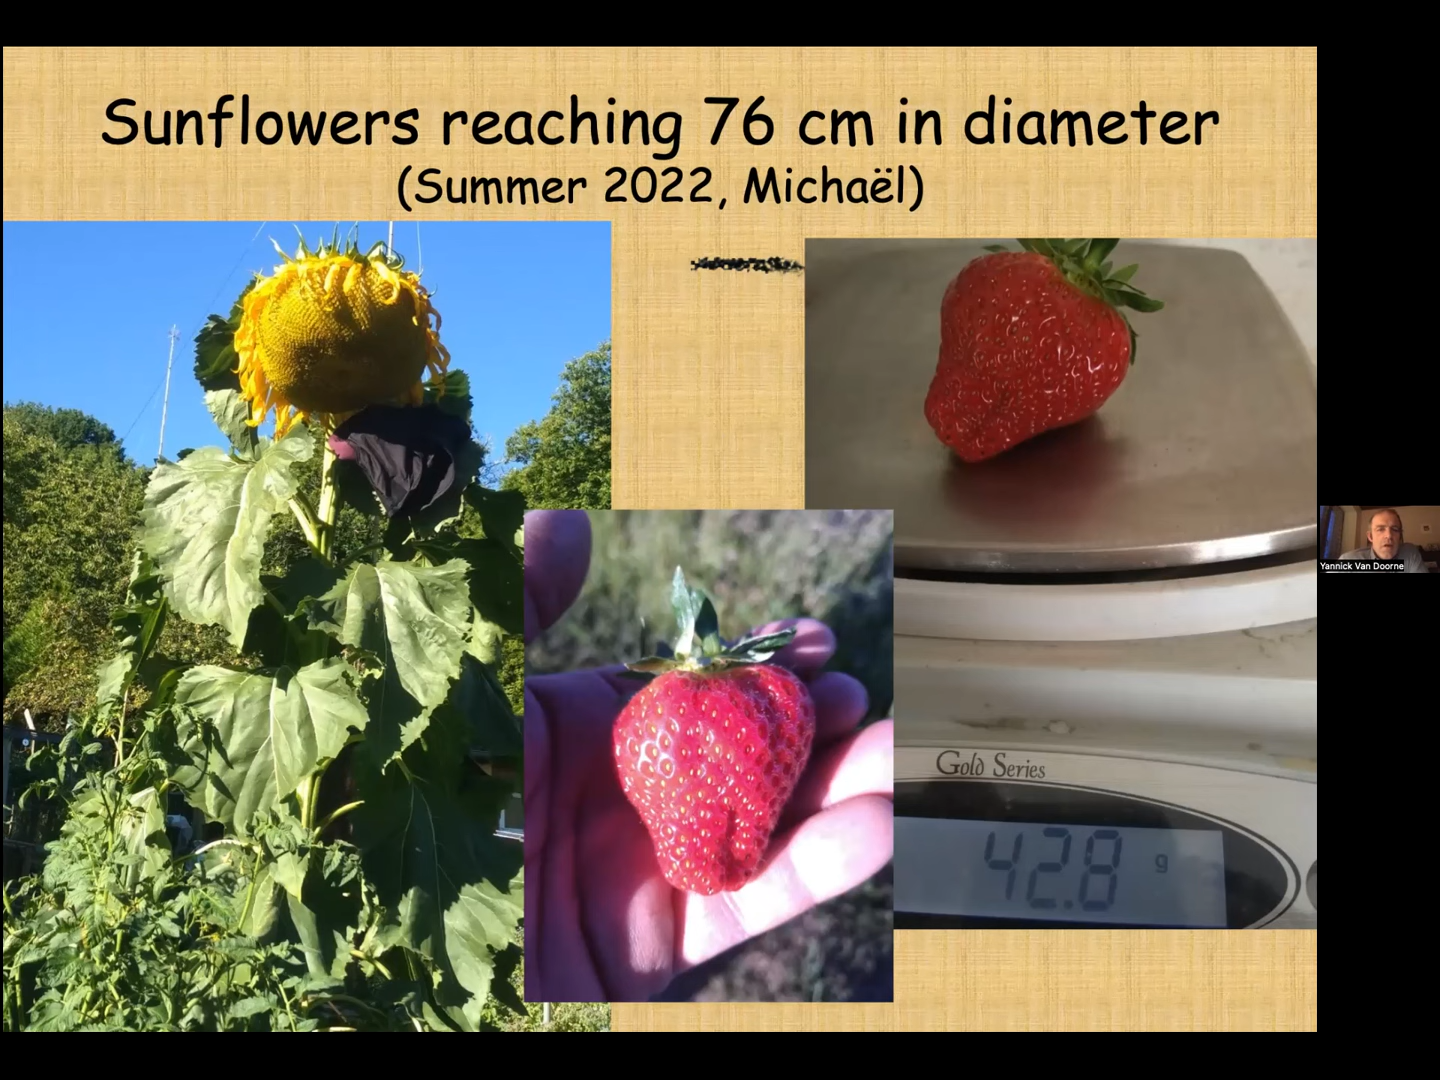 Sunflowers reaching 76 cm in diameter
(Summer 2022, Michaël)
Gold Series
42.8 g
Yannick Van Doorne